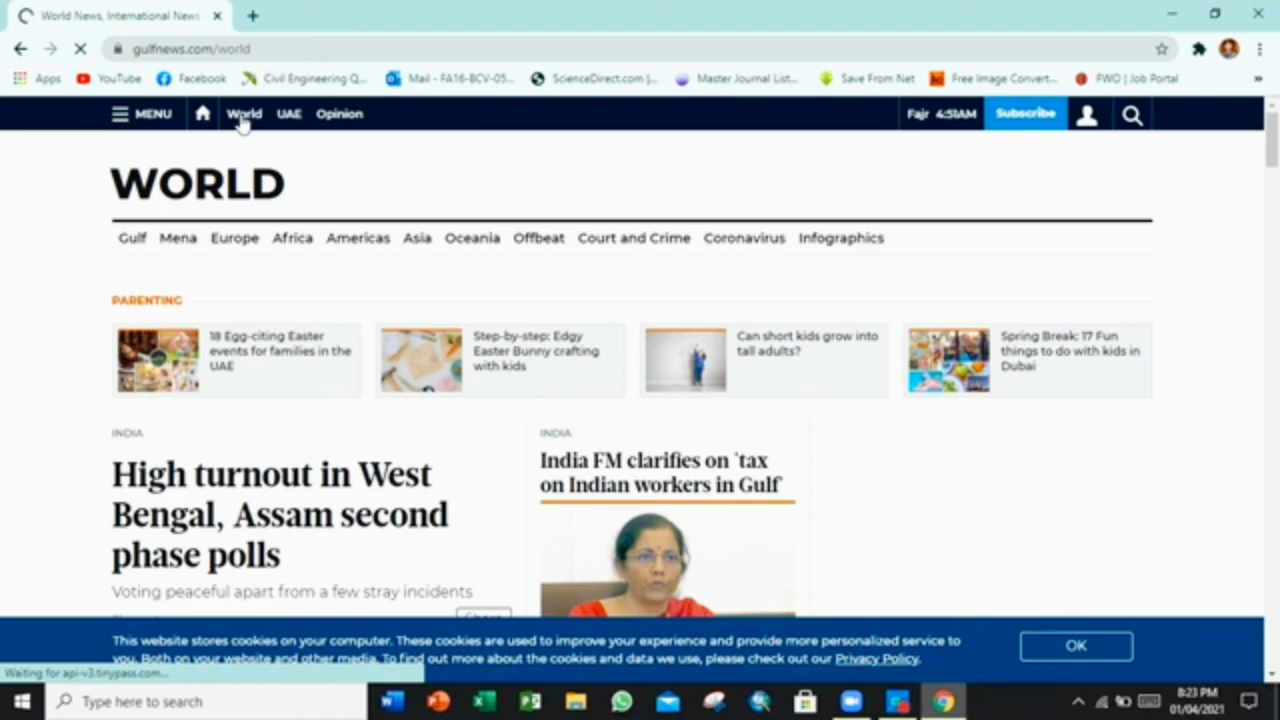 World News, International News
gulfnews.com/world
Apps YouTube Facebook Civil Engineering Q... Mail - FA16-BCV-05... ScienceDirect.com |... Master Journal List... Save From Net Free Image Convert... FWO | Job Portal »
MENU World UAE Opinion Fajr 4:51AM Subscribe
WORLD
Gulf Mena Europe Africa Americas Asia Oceania Offbeat Court and Crime Coronavirus Infographics
PARENTING
18 Egg-citing Easter
events for families in the
UAE
Step-by-step: Edgy
Easter Bunny crafting
with kids
Can short kids grow into
tall adults?
Spring Break: 17 Fun
things to do with kids in
Dubai
INDIA
High turnout in West
Bengal, Assam second
phase polls
Voting peaceful apart from a few stray incidents
INDIA
India FM clarifies on 'tax
on Indian workers in Gulf'
This website stores cookies on your computer. These cookies are used to improve your experience and provide more personalized service to
you. Both on your website and other media. To find out more about the cookies and data we use, please check out our Privacy Policy.
OK
Waiting for api-v3.tinypass.com...
Type here to search
8:23 PM
01/04/2021